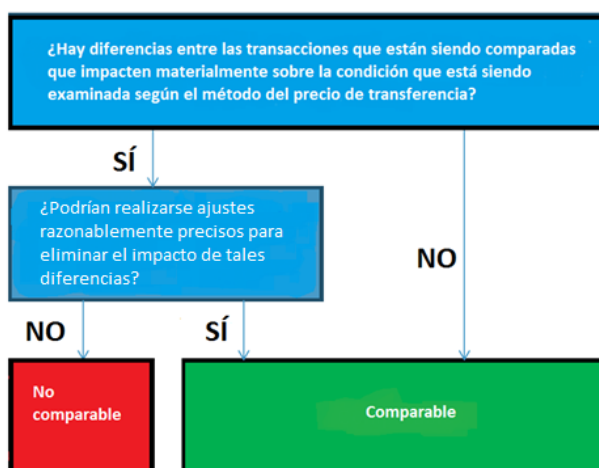 ¿Hay diferencias entre las transacciones que están siendo comparadas
que impacten materialmente sobre la condición que está siendo
examinada según el método del precio de transferencia?
SÍ
¿Podrían realizarse ajustes
razonablemente precisos para
eliminar el impacto de tales
diferencias?
NO
NO
SÍ
No
comparable
Comparable